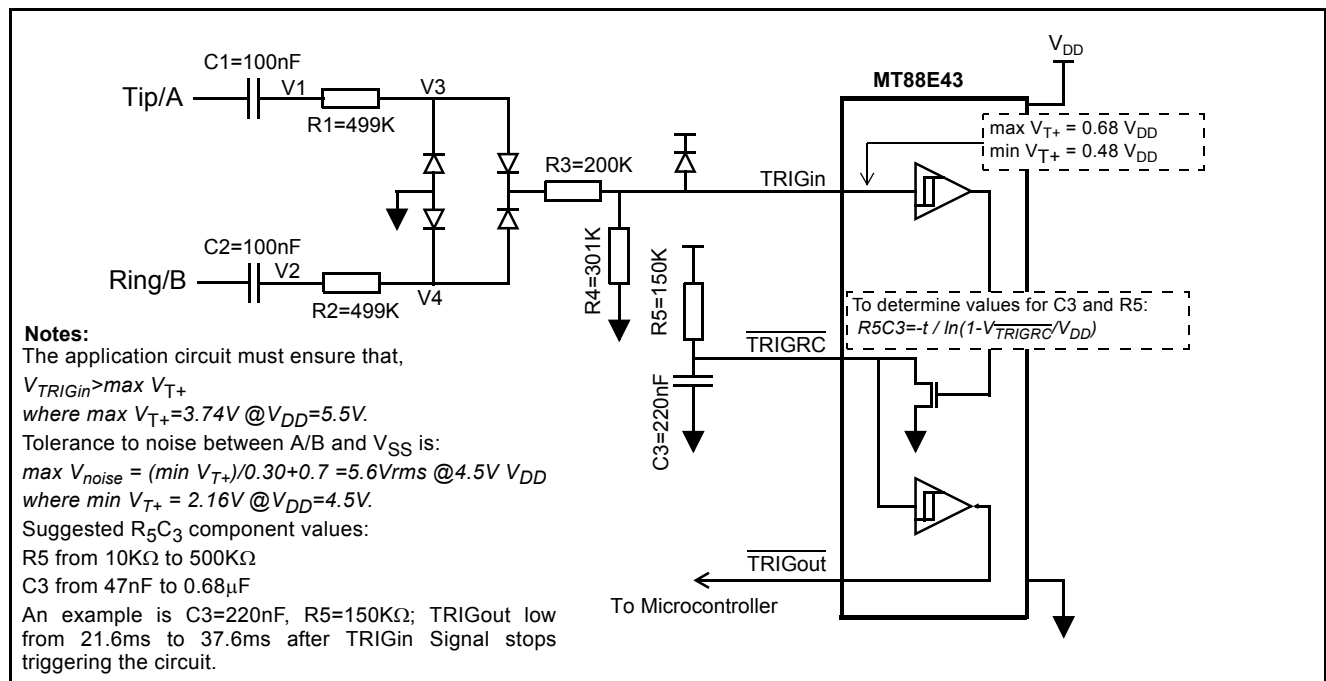 V_DD
C1=100nF
MT88E43
Tip/A
V1
V3
R1=499K
max V_T+ = 0.68 V_DD
min V_T+ = 0.48 V_DD
R3=200K
TRIGin
C2=100nF
Ring/B
V2
R2=499K
V4
R4=301K
R5=150K
To determine values for C3 and R5:
R5C3=-t / ln(1-V_T̅R̅I̅G̅R̅C̅/V_DD)
T̅R̅I̅G̅R̅C̅
C3=220nF
T̅R̅I̅G̅o̅u̅t̅
To Microcontroller
Notes:
The application circuit must ensure that,
V_TRIGin>max V_T+
where max V_T+=3.74V @V_DD=5.5V.
Tolerance to noise between A/B and V_SS is:
max V_noise = (min V_T+)/0.30+0.7 =5.6Vrms @4.5V V_DD
where min V_T+ = 2.16V @V_DD=4.5V.
Suggested R_5C_3 component values:
R5 from 10KΩ to 500KΩ
C3 from 47nF to 0.68μF
An example is C3=220nF, R5=150KΩ; TRIGout low
from 21.6ms to 37.6ms after TRIGin Signal stops
triggering the circuit.